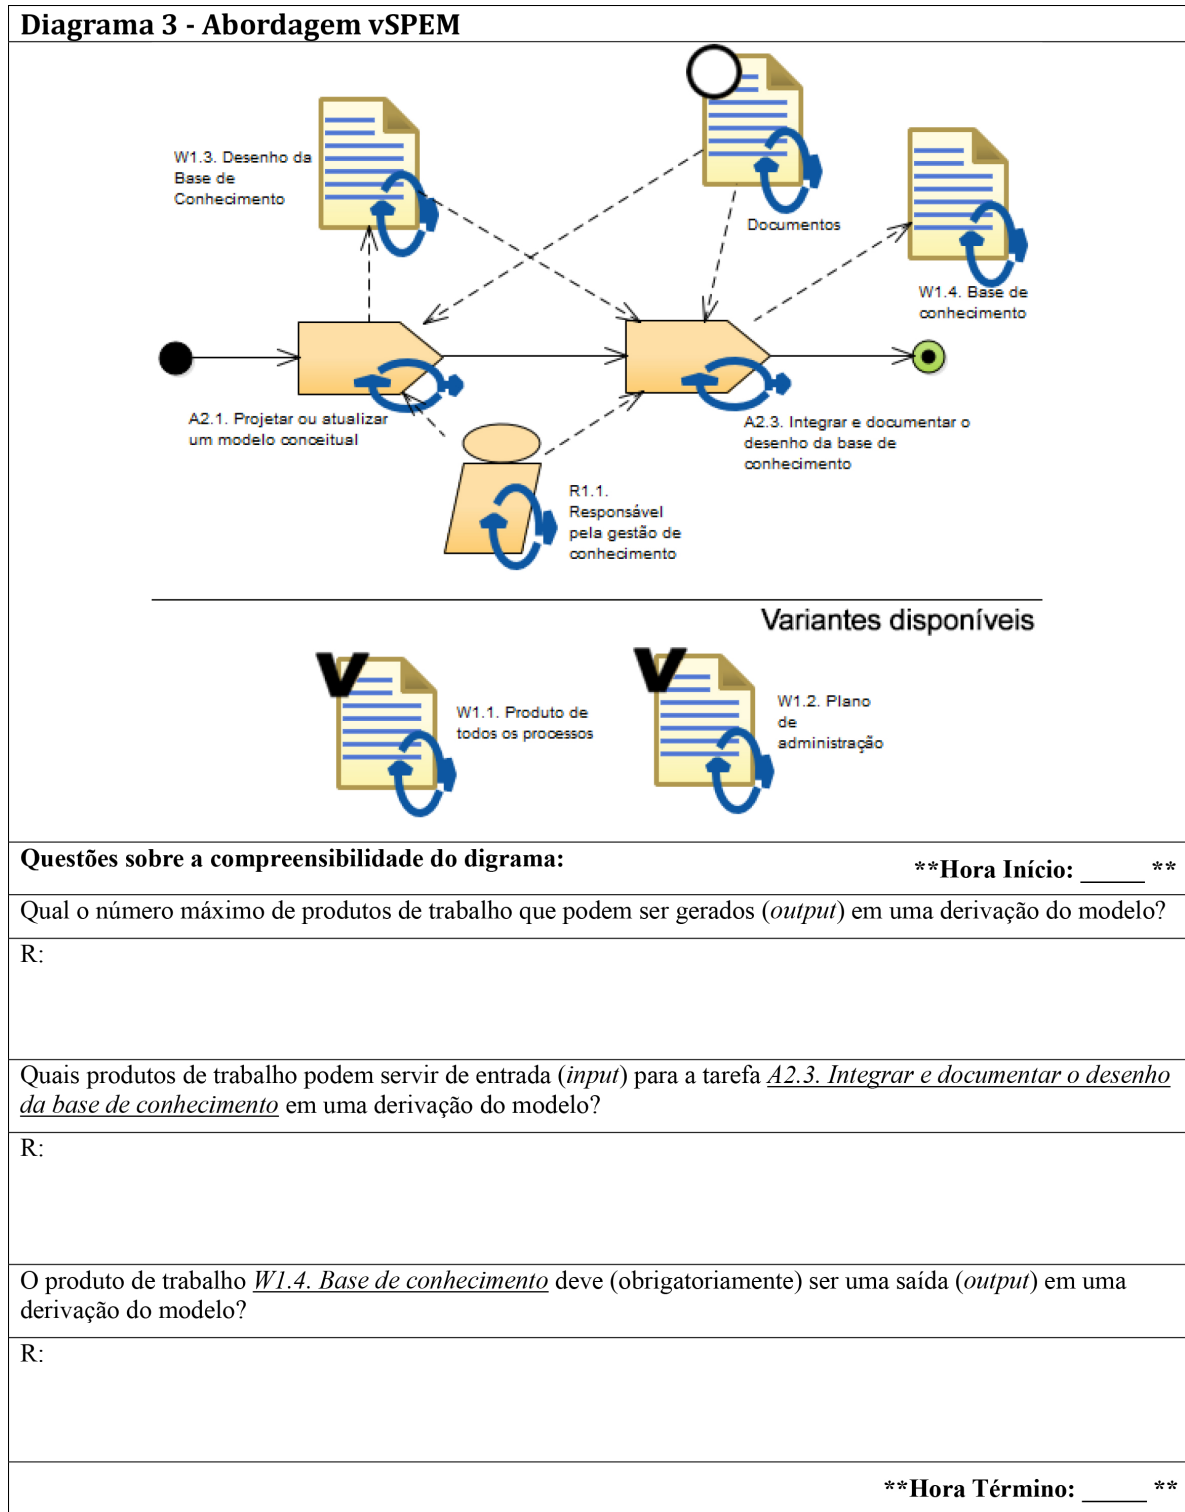 Diagrama 3 - Abordagem vSPEM
W1.3. Desenho da
Base de
Conhecimento
Documentos
W1.4. Base de
conhecimento
A2.1. Projetar ou atualizar
um modelo conceitual
A2.3. Integrar e documentar o
desenho da base de
conhecimento
R1.1.
Responsável
pela gestão de
conhecimento
Variantes disponíveis
V
W1.1. Produto de
todos os processos
V
W1.2. Plano
de
administração
Questões sobre a compreensibilidade do digrama:
**Hora Início: _____ **
Qual o número máximo de produtos de trabalho que podem ser gerados (output) em uma derivação do modelo?
R:
Quais produtos de trabalho podem servir de entrada (input) para a tarefa A2.3. Integrar e documentar o desenho
da base de conhecimento em uma derivação do modelo?
R:
O produto de trabalho W1.4. Base de conhecimento deve (obrigatoriamente) ser uma saída (output) em uma
derivação do modelo?
R:
**Hora Término: _____ **